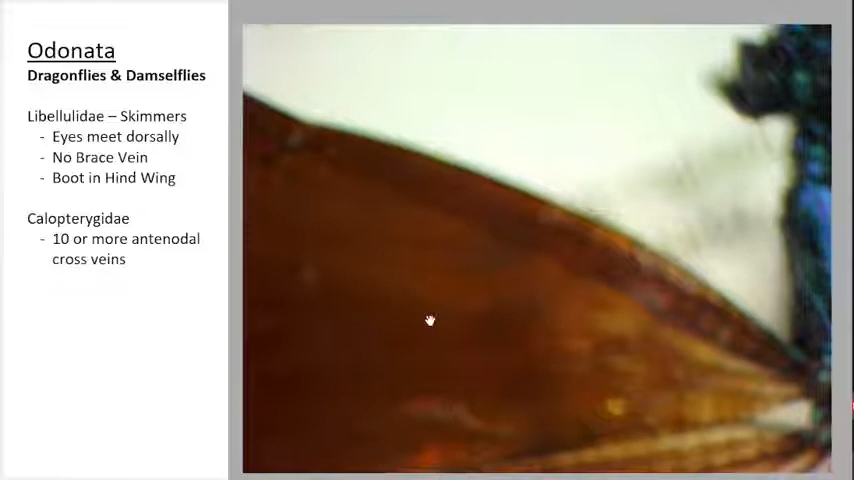 Odonata
Dragonflies & Damselflies
Libellulidae – Skimmers
- Eyes meet dorsally
- No Brace Vein
- Boot in Hind Wing
Calopterygidae
- 10 or more antenodal
cross veins